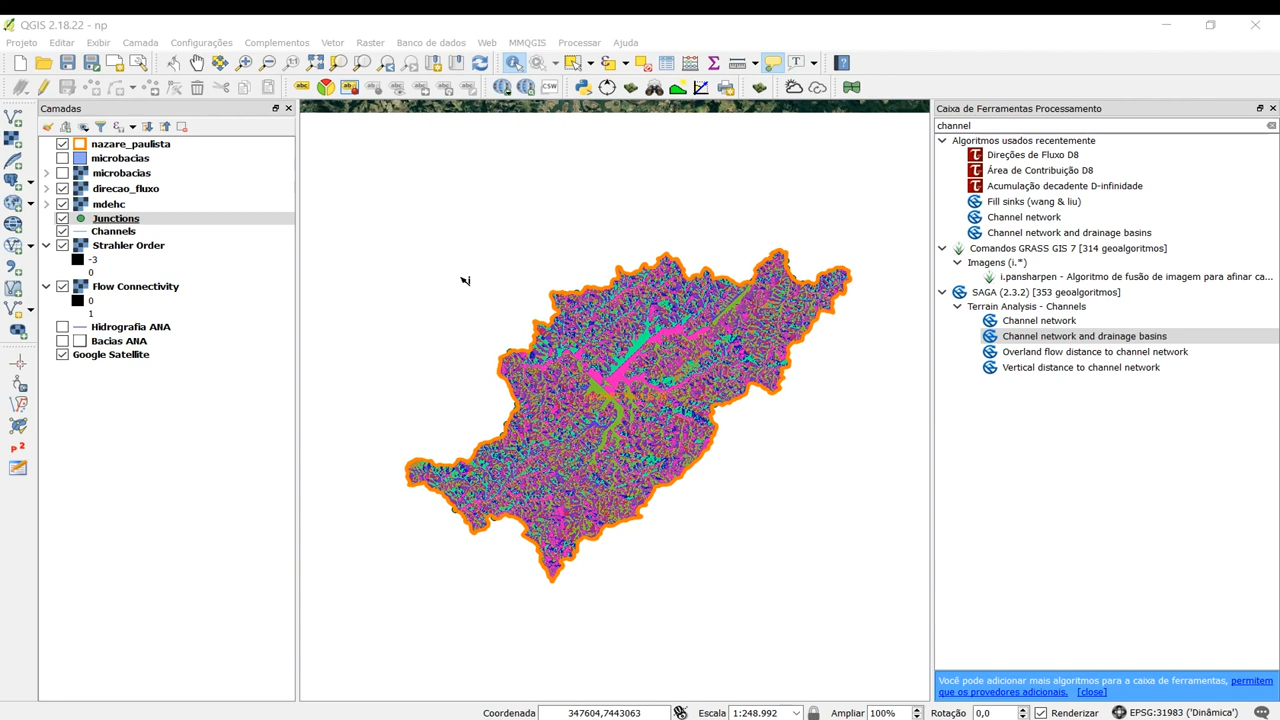 QGIS 2.18.22 - np
Projeto Editar Exibir Camada Configurações Complementos Vetor Raster Banco de dados Web MMQGIS Processar Ajuda
Camadas
nazare_paulista
microbacias
microbacias
direcao_fluxo
mdehc
Junctions
Channels
Strahler Order
-3
0
Flow Connectivity
0
1
Hidrografia ANA
Bacias ANA
Google Satellite
Caixa de Ferramentas Processamento
channel
Algoritmos usados recentemente
Direções de Fluxo D8
Área de Contribuição D8
Acumulação decadente D-infinidade
Fill sinks (wang & liu)
Channel network
Channel network and drainage basins
Comandos GRASS GIS 7 [314 geoalgoritmos]
Imagens (i.*)
i.pansharpen - Algoritmo de fusão de imagem para afinar ca...
SAGA (2.3.2) [353 geoalgoritmos]
Terrain Analysis - Channels
Channel network
Channel network and drainage basins
Overland flow distance to channel network
Vertical distance to channel network
Você pode adicionar mais algoritmos para a caixa de ferramentas, permitem
que os provedores adicionais. [close]
Coordenada 347604,7443063 Escala 1:248.992 Ampliar 100% Rotação 0,0 Renderizar EPSG:31983 ('Dinâmica')